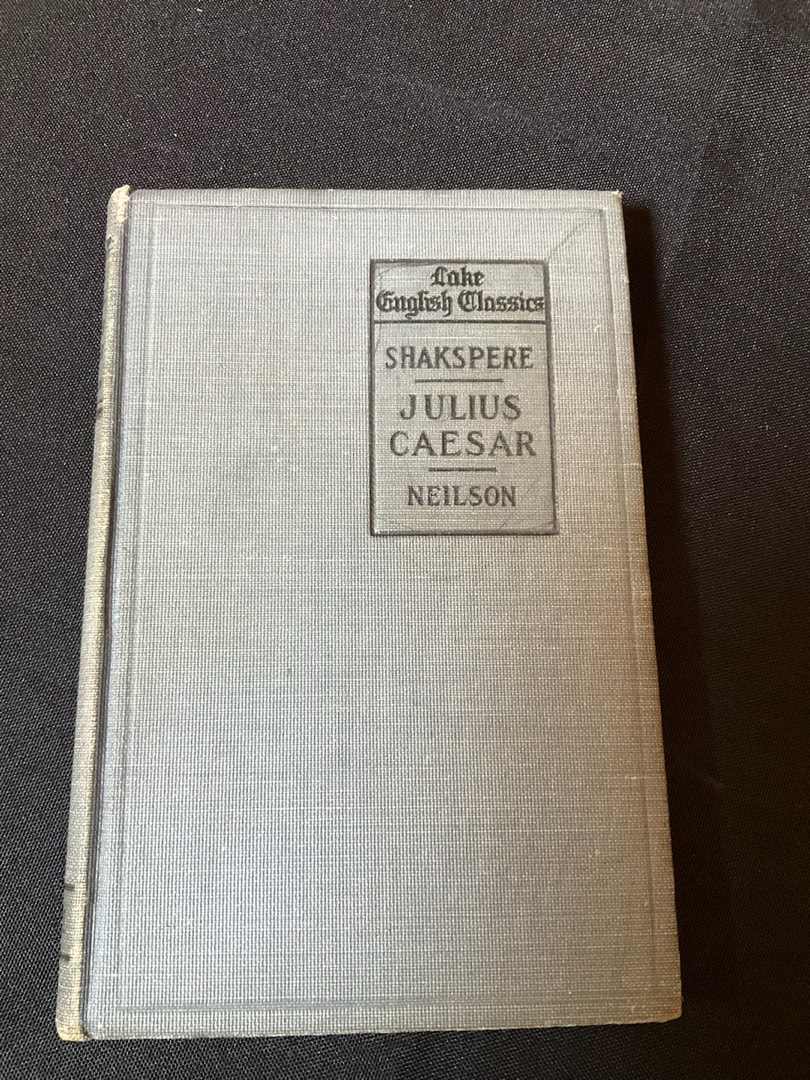 Lake
English Classics
SHAKSPERE
JULIUS
CAESAR
NEILSON